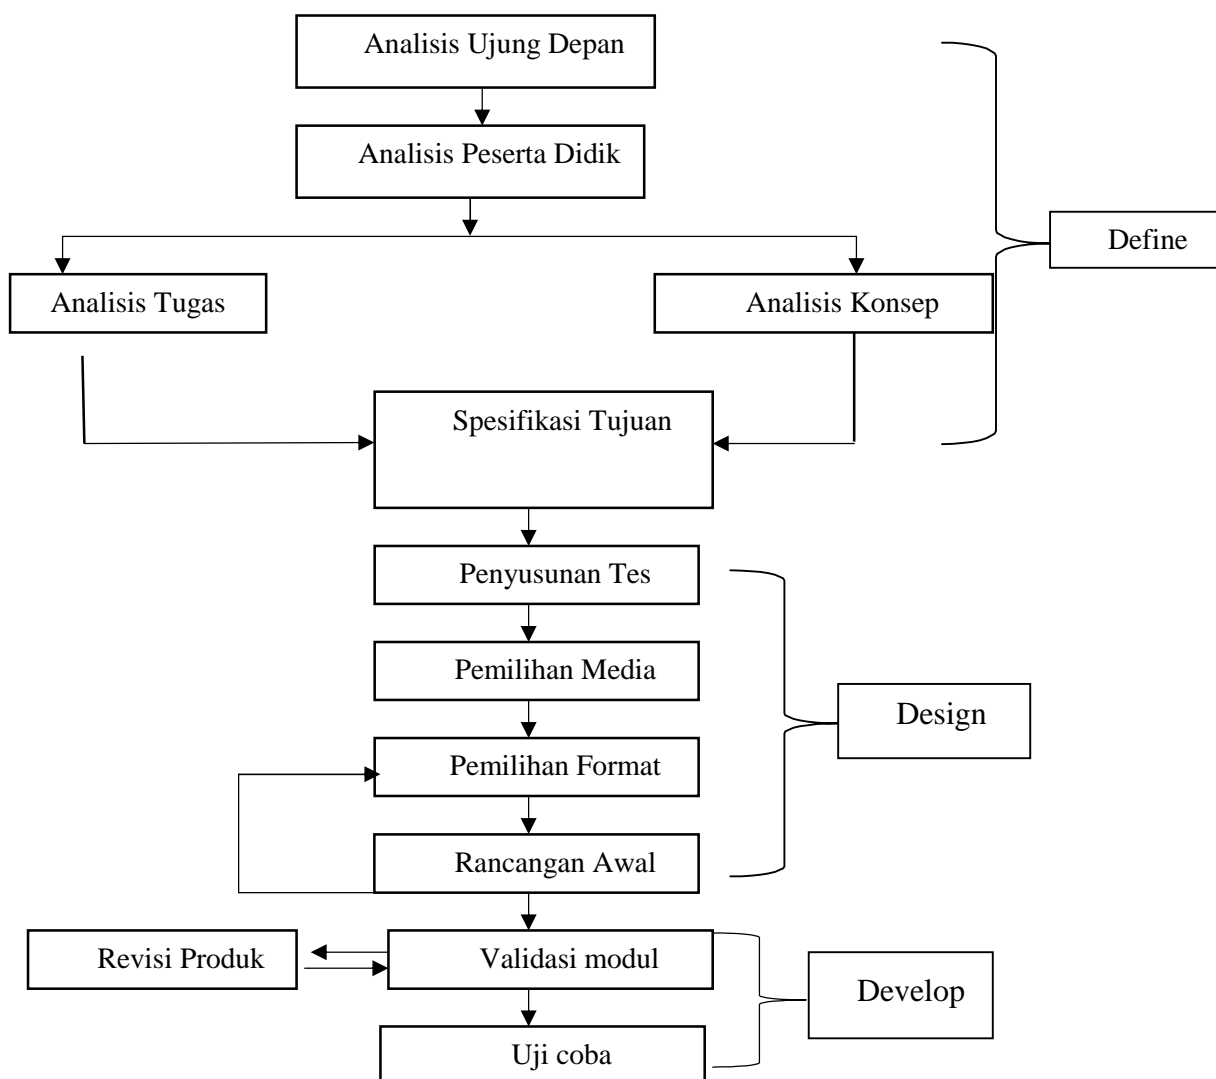 Analisis Ujung Depan
Analisis Peserta Didik
Define
Analisis Tugas
Analisis Konsep
Spesifikasi Tujuan
Penyusunan Tes
Pemilihan Media
Design
Pemilihan Format
Rancangan Awal
Revisi Produk
Validasi modul
Develop
Uji coba